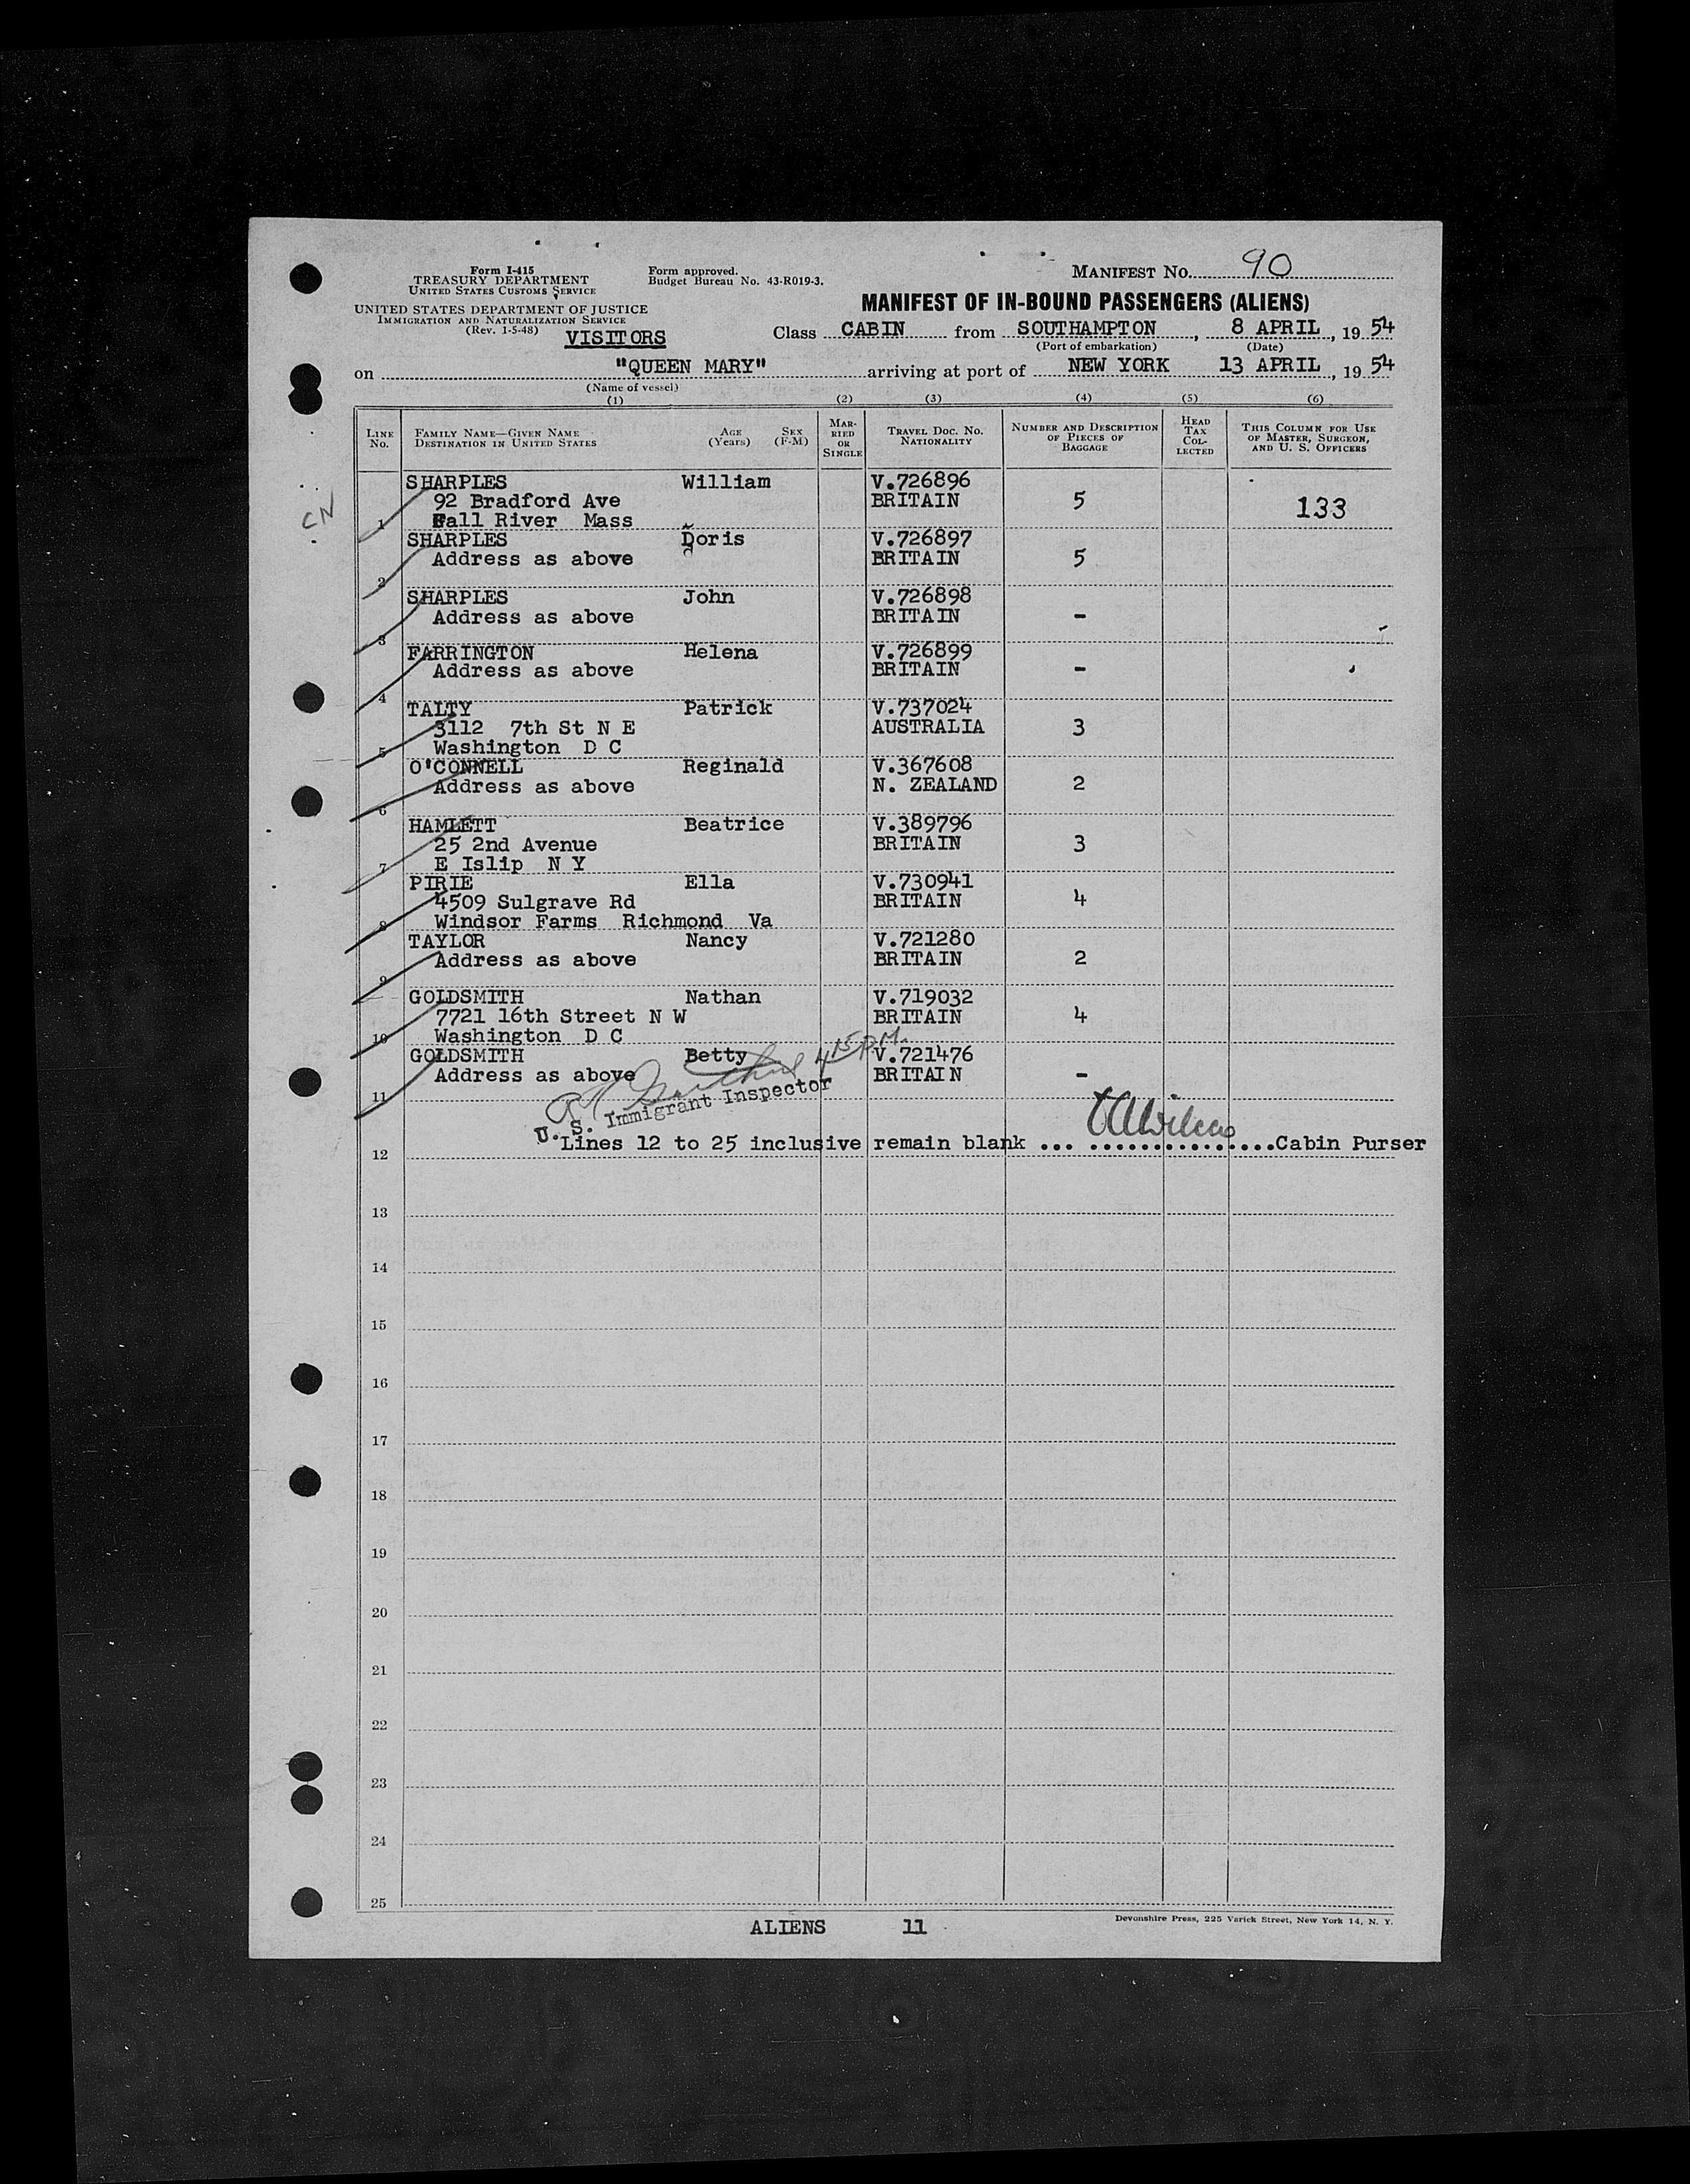 Form I-415
TREASURY DEPARTMENT
UNITED STATES CUSTOMS SERVICE
Form approved.
Budget Bureau No. 43-R019-3.
MANIFEST NO. 90
UNITED STATES DEPARTMENT OF JUSTICE
IMMIGRATION AND NATURALIZATION SERVICE
(Rev. 1-5-48)
VISITORS
MANIFEST OF IN-BOUND PASSENGERS (ALIENS)
Class CABIN from SOUTHAMPTON, 8 APRIL, 19 54
(Port of embarkation) (Date)
on "QUEEN MARY" arriving at port of NEW YORK 13 APRIL, 19 54
(Name of vessel)
(1) (2) (3) (4) (5) (6)
LINE NO. FAMILY NAME—GIVEN NAME DESTINATION IN UNITED STATES AGE (Years) SEX (F-M) MARRIED OR SINGLE TRAVEL DOC. NO. NATIONALITY NUMBER AND DESCRIPTION OF PIECES OF BAGGAGE HEAD TAX COLLECTED THIS COLUMN FOR USE OF MASTER, SURGEON, AND U. S. OFFICERS
SHARPLES William V.726896
92 Bradford Ave BRITAIN 5 133
CN 1 Fall River Mass
SHARPLES Doris V.726897
Address as above BRITAIN 5
2
SHARPLES John V.726898
Address as above BRITAIN -
3
FARRINGTON Helena V.726899
Address as above BRITAIN -
4
TALTY Patrick V.737024
3112 7th St N E AUSTRALIA 3
5 Washington D C
O'CONNELL Reginald V.367608
Address as above N. ZEALAND 2
6
HAMLETT Beatrice V.389796
25 2nd Avenue BRITAIN 3
7 E Islip N Y
PIRIE Ella V.730941
4509 Sulgrave Rd BRITAIN 4
8 Windsor Farms Richmond Va
TAYLOR Nancy V.721280
Address as above BRITAIN 2
9
GOLDSMITH Nathan V.719032
7721 16th Street N W BRITAIN 4
10 Washington D C
GOLDSMITH Betty V.721476
Address as above BRITAIN -
11
4 15 P.M.
U. S. Immigrant Inspector
Lines 12 to 25 inclusive remain blank ... ................Cabin Purser
12
13
14
15
16
17
18
19
20
21
22
23
24
25
ALIENS 11
Devonshire Press, 225 Varick Street, New York 14, N. Y.